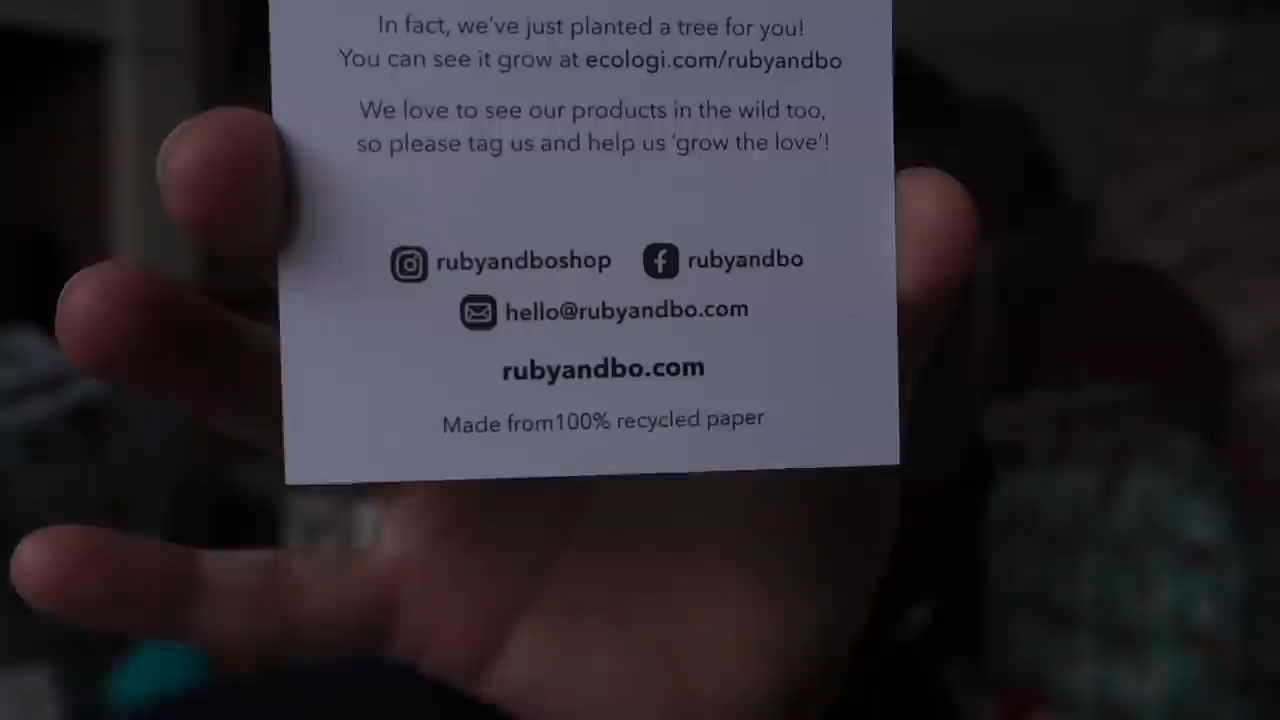 In fact, we've just planted a tree for you!
You can see it grow at ecologi.com/rubyandbo
We love to see our products in the wild too,
so please tag us and help us 'grow the love'!
rubyandboshop rubyandbo
hello@rubyandbo.com
rubyandbo.com
Made from100% recycled paper